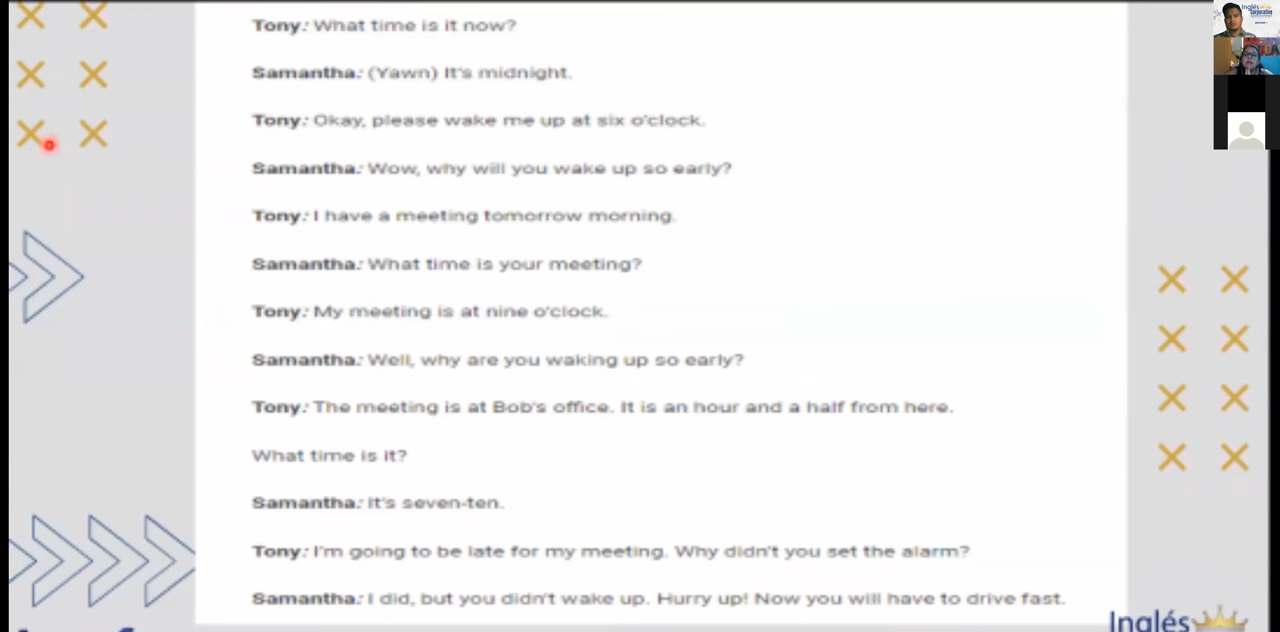 Tony: What time is it now?
Samantha: (Yawn) It's midnight.
Tony: Okay, please wake me up at six o'clock.
Samantha: Wow, why will you wake up so early?
Tony: I have a meeting tomorrow morning.
Samantha: What time is your meeting?
Tony: My meeting is at nine o'clock.
Samantha: Well, why are you waking up so early?
Tony: The meeting is at Bob's office. It is an hour and a half from here.
What time is it?
Samantha: It's seven-ten.
Tony: I'm going to be late for my meeting. Why didn't you set the alarm?
Samantha: I did, but you didn't wake up. Hurry up! Now you will have to drive fast.
Inglés